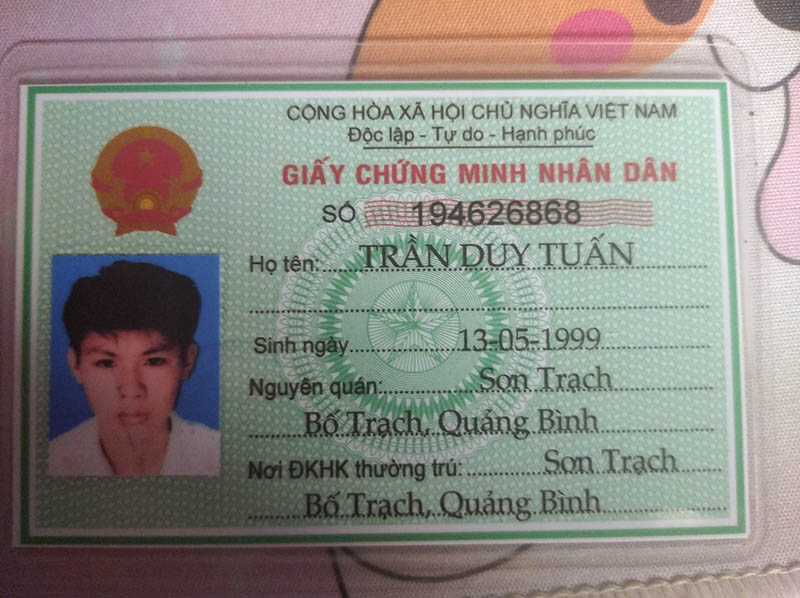 CỘNG HÒA XÃ HỘI CHỦ NGHĨA VIỆT NAM
Độc lập - Tự do - Hạnh phúc
GIẤY CHỨNG MINH NHÂN DÂN
SỐ 194626868
Họ tên: TRẦN DUY TUẤN
Sinh ngày 13-05-1999
Nguyên quán: Sơn Trạch
Bố Trạch, Quảng Bình
Nơi ĐKHK thường trú: Sơn Trạch
Bố Trạch, Quảng Bình